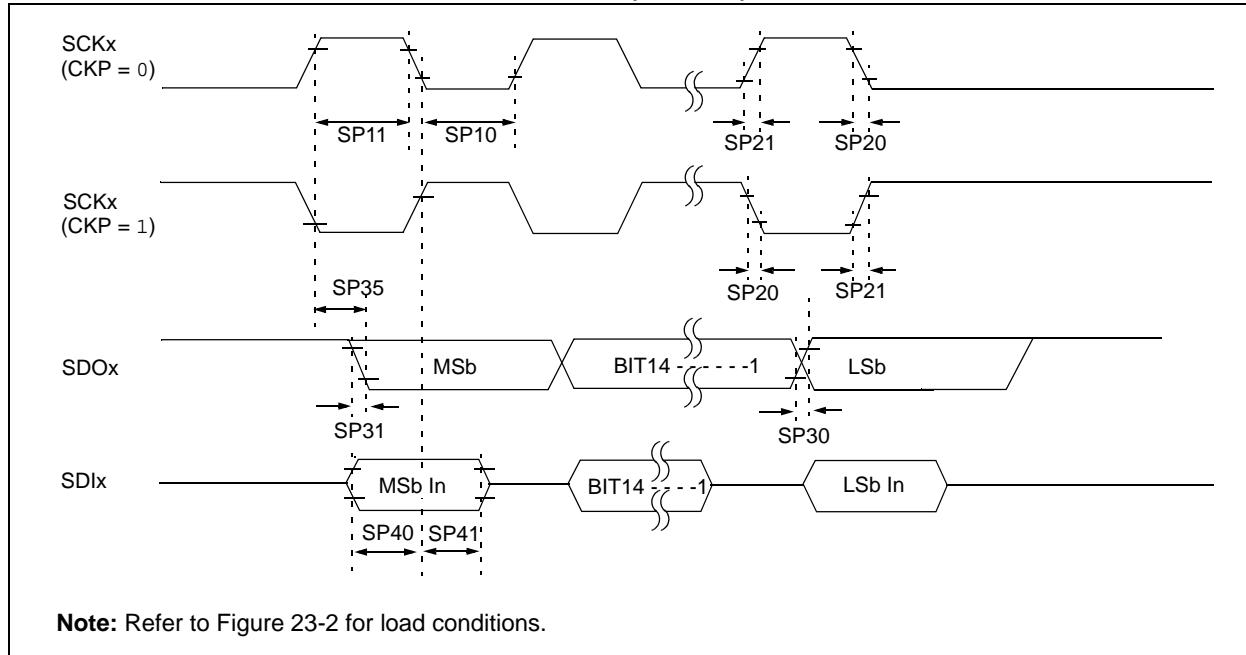 SCKx
(CKP = 0)
SP11
SP10
SP21
SP20
SCKx
(CKP = 1)
SP35
SP20
SP21
SDOx
MSb
BIT14 - - - - - -1
LSb
SP31
SP30
SDIx
MSb In
BIT14 - - - -1
LSb In
SP40
SP41
Note: Refer to Figure 23-2 for load conditions.